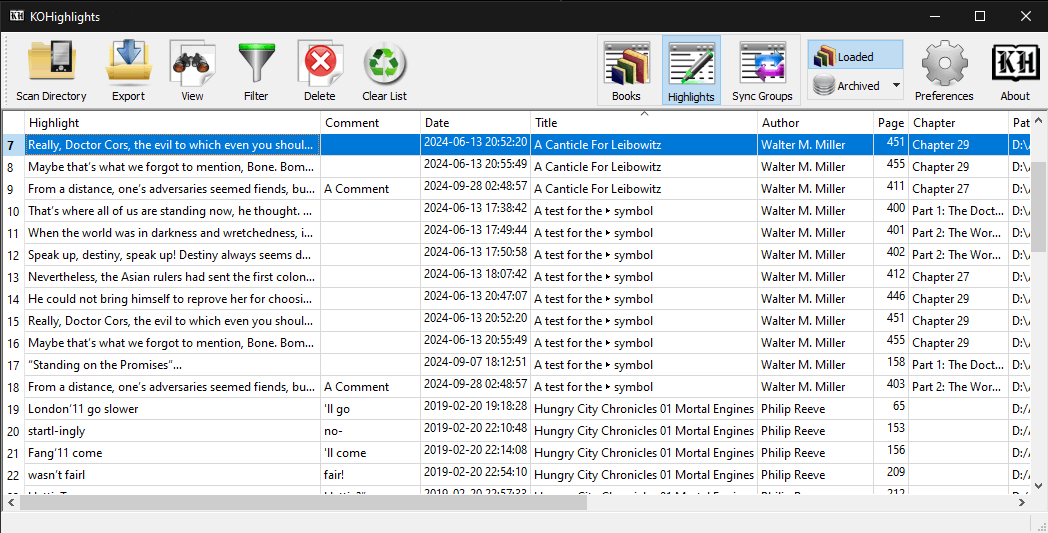 KOHighlights
Scan Directory Export View Filter Delete Clear List Books Highlights Sync Groups Loaded Archived Preferences KH About
Highlight Comment Date Title Author Page Chapter Pat
7 Really, Doctor Cors, the evil to which even you shoul... 2024-06-13 20:52:20 A Canticle For Leibowitz Walter M. Miller 451 Chapter 29 D:\
8 Maybe that's what we forgot to mention, Bone. Bom... 2024-06-13 20:55:49 A Canticle For Leibowitz Walter M. Miller 455 Chapter 29 D:\
9 From a distance, one's adversaries seemed fiends, bu... A Comment 2024-09-28 02:48:57 A Canticle For Leibowitz Walter M. Miller 411 Chapter 27 D:\
10 That's where all of us are standing now, he thought. ... 2024-06-13 17:38:42 A test for the ▸ symbol Walter M. Miller 400 Part 1: The Doct... D:\
11 When the world was in darkness and wretchedness, i... 2024-06-13 17:49:44 A test for the ▸ symbol Walter M. Miller 401 Part 2: The Wor... D:\
12 Speak up, destiny, speak up! Destiny always seems d... 2024-06-13 17:50:58 A test for the ▸ symbol Walter M. Miller 402 Part 2: The Wor... D:\
13 Nevertheless, the Asian rulers had sent the first colon... 2024-06-13 18:07:42 A test for the ▸ symbol Walter M. Miller 412 Chapter 27 D:\
14 He could not bring himself to reprove her for choosi... 2024-06-13 20:47:07 A test for the ▸ symbol Walter M. Miller 446 Chapter 29 D:\
15 Really, Doctor Cors, the evil to which even you shoul... 2024-06-13 20:52:20 A test for the ▸ symbol Walter M. Miller 451 Chapter 29 D:\
16 Maybe that's what we forgot to mention, Bone. Bom... 2024-06-13 20:55:49 A test for the ▸ symbol Walter M. Miller 455 Chapter 29 D:\
17 “Standing on the Promises”... 2024-09-07 18:12:51 A test for the ▸ symbol Walter M. Miller 158 Part 1: The Doct... D:\
18 From a distance, one's adversaries seemed fiends, bu... A Comment 2024-09-28 02:48:57 A test for the ▸ symbol Walter M. Miller 403 Part 2: The Wor... D:\
19 London'11 go slower 'll go 2019-02-20 19:18:28 Hungry City Chronicles 01 Mortal Engines Philip Reeve 65 D:/
20 startl-ingly no- 2019-02-20 22:10:48 Hungry City Chronicles 01 Mortal Engines Philip Reeve 153 D:/
21 Fang'11 come 'll come 2019-02-20 22:14:08 Hungry City Chronicles 01 Mortal Engines Philip Reeve 156 D:/
22 wasn't fairl fair! 2019-02-20 22:54:10 Hungry City Chronicles 01 Mortal Engines Philip Reeve 209 D:/
2019-02-20 22:57:33 Hungry City Chronicles 01 Mortal Engines Philip Reeve 212